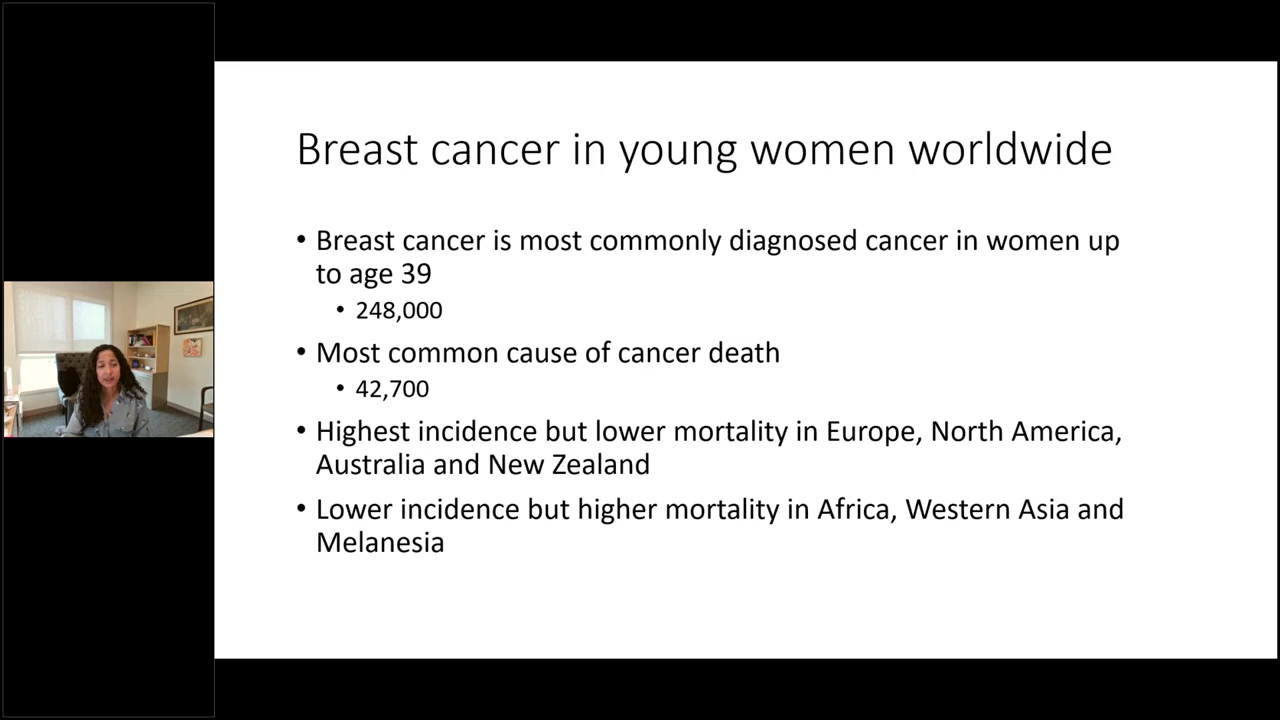 Breast cancer in young women worldwide
• Breast cancer is most commonly diagnosed cancer in women up
to age 39
• 248,000
• Most common cause of cancer death
• 42,700
• Highest incidence but lower mortality in Europe, North America,
Australia and New Zealand
• Lower incidence but higher mortality in Africa, Western Asia and
Melanesia